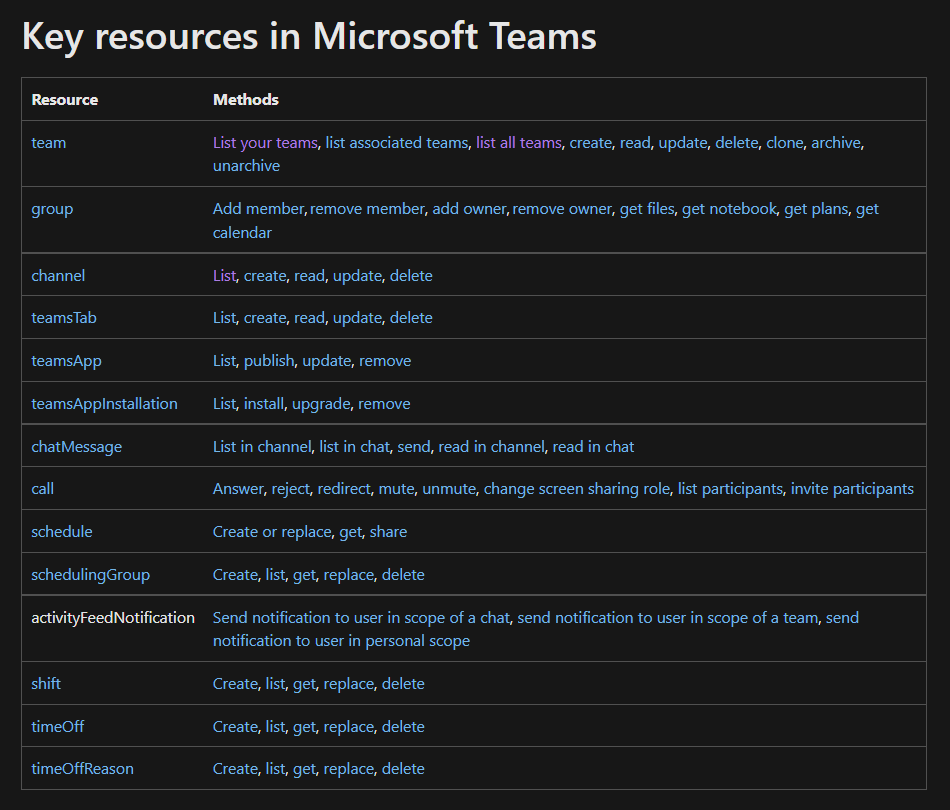 Key resources in Microsoft Teams
Resource Methods
team List your teams, list associated teams, list all teams, create, read, update, delete, clone, archive,
unarchive
group Add member, remove member, add owner, remove owner, get files, get notebook, get plans, get
calendar
channel List, create, read, update, delete
teamsTab List, create, read, update, delete
teamsApp List, publish, update, remove
teamsAppInstallation List, install, upgrade, remove
chatMessage List in channel, list in chat, send, read in channel, read in chat
call Answer, reject, redirect, mute, unmute, change screen sharing role, list participants, invite participants
schedule Create or replace, get, share
schedulingGroup Create, list, get, replace, delete
activityFeedNotification Send notification to user in scope of a chat, send notification to user in scope of a team, send
notification to user in personal scope
shift Create, list, get, replace, delete
timeOff Create, list, get, replace, delete
timeOffReason Create, list, get, replace, delete